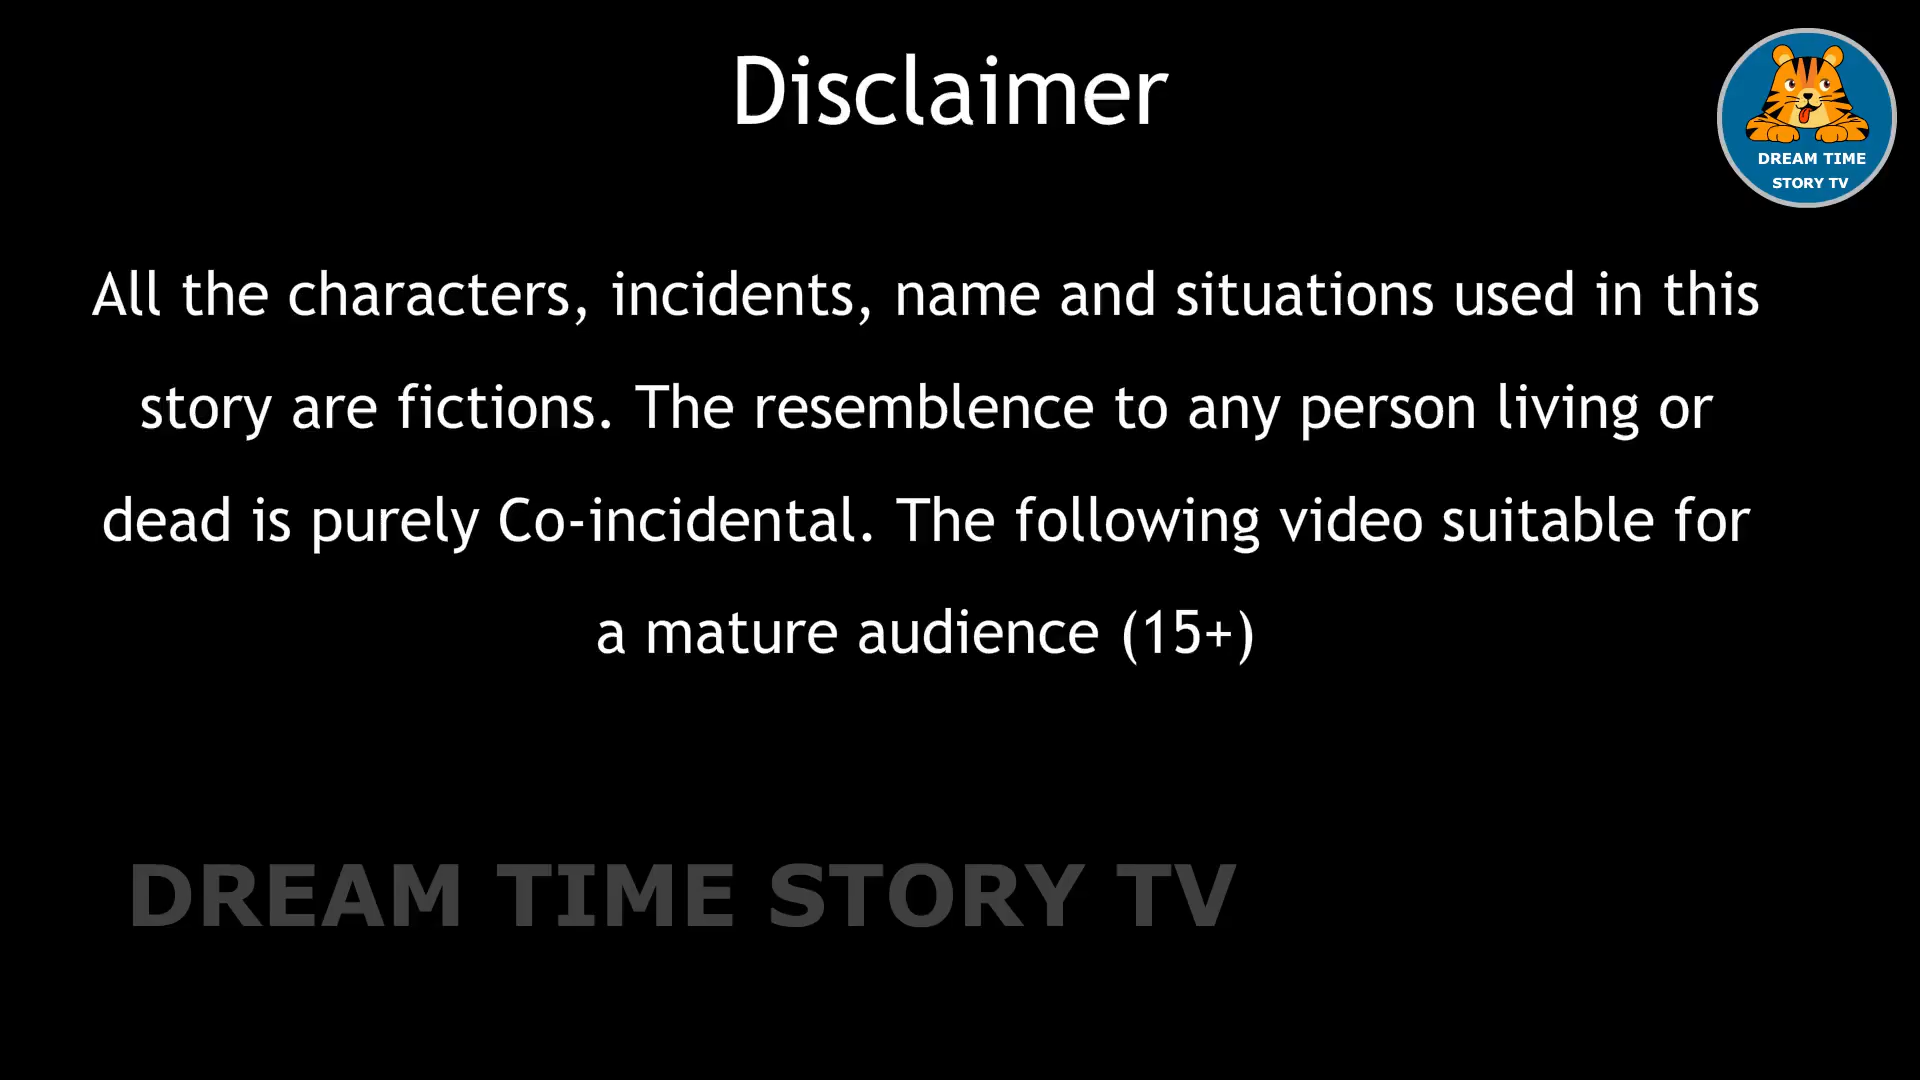 Disclaimer
DREAM TIME
STORY TV
All the characters, incidents, name and situations used in this
story are fictions. The resemblence to any person living or
dead is purely Co-incidental. The following video suitable for
a mature audience (15+)
DREAM TIME STORY TV